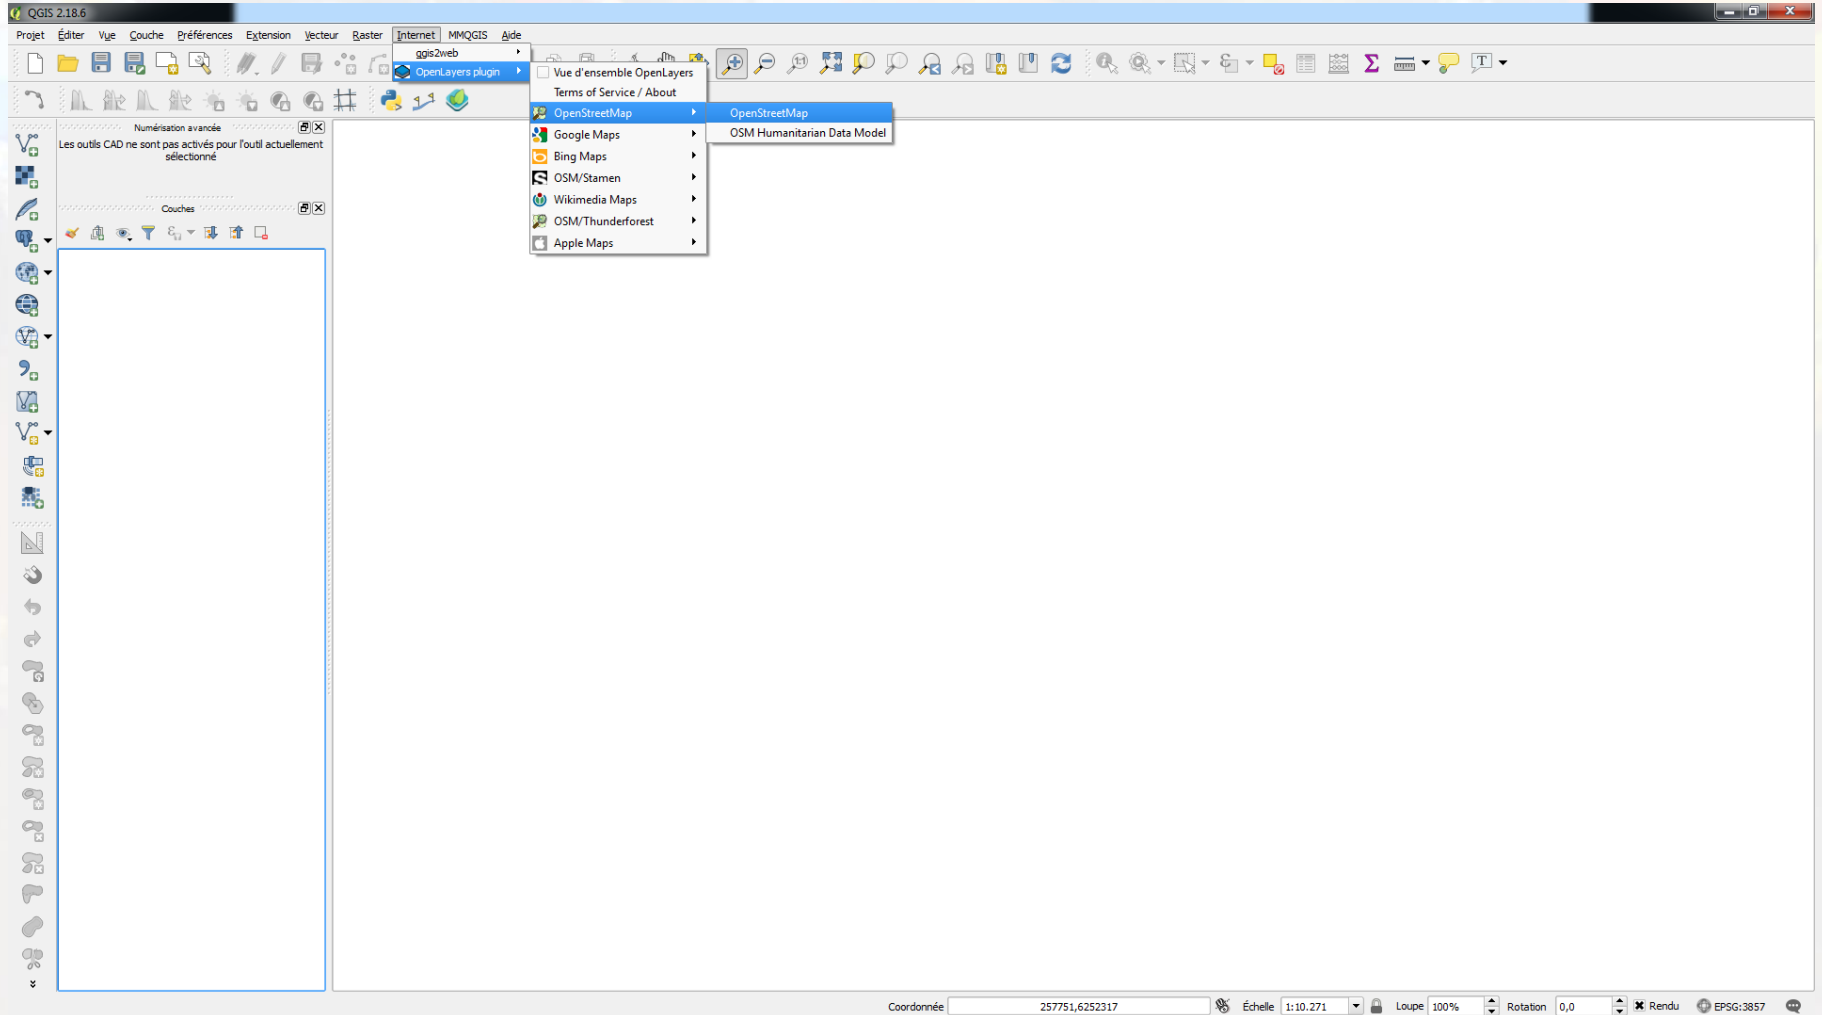 QGIS 2.18.6
Projet Éditer Vue Couche Préférences Extension Vecteur Raster Internet MMQGIS Aide
qgis2web
OpenLayers plugin
Vue d'ensemble OpenLayers
Terms of Service / About
OpenStreetMap
Google Maps
Bing Maps
OSM/Stamen
Wikimedia Maps
OSM/Thunderforest
Apple Maps
OpenStreetMap
OSM Humanitarian Data Model
Numérisation avancée
Les outils CAD ne sont pas activés pour l'outil actuellement
sélectionné
Couches
Coordonnée 257751,6252317 Échelle 1:10.271 Loupe 100% Rotation 0,0 Rendu EPSG:3857